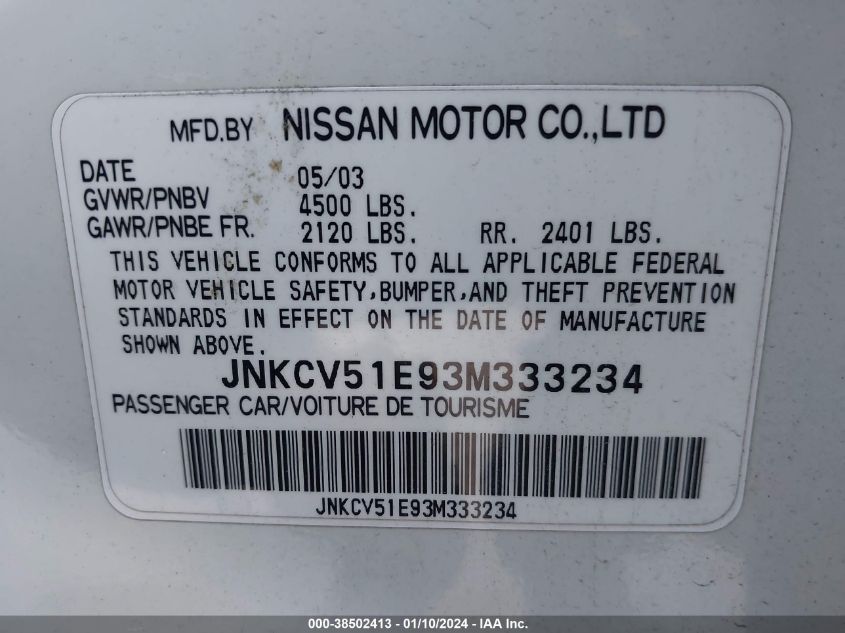 MFD.BY NISSAN MOTOR CO.,LTD
DATE 05/03
GVWR/PNBV 4500 LBS.
GAWR/PNBE FR. 2120 LBS. RR. 2401 LBS.
THIS VEHICLE CONFORMS TO ALL APPLICABLE FEDERAL
MOTOR VEHICLE SAFETY,BUMPER,AND THEFT PREVENTION
STANDARDS IN EFFECT ON THE DATE OF MANUFACTURE
SHOWN ABOVE.
JNKCV51E93M333234
PASSENGER CAR/VOITURE DE TOURISME
JNKCV51E93M333234
000-38502413 - 01/10/2024 - IAA Inc.